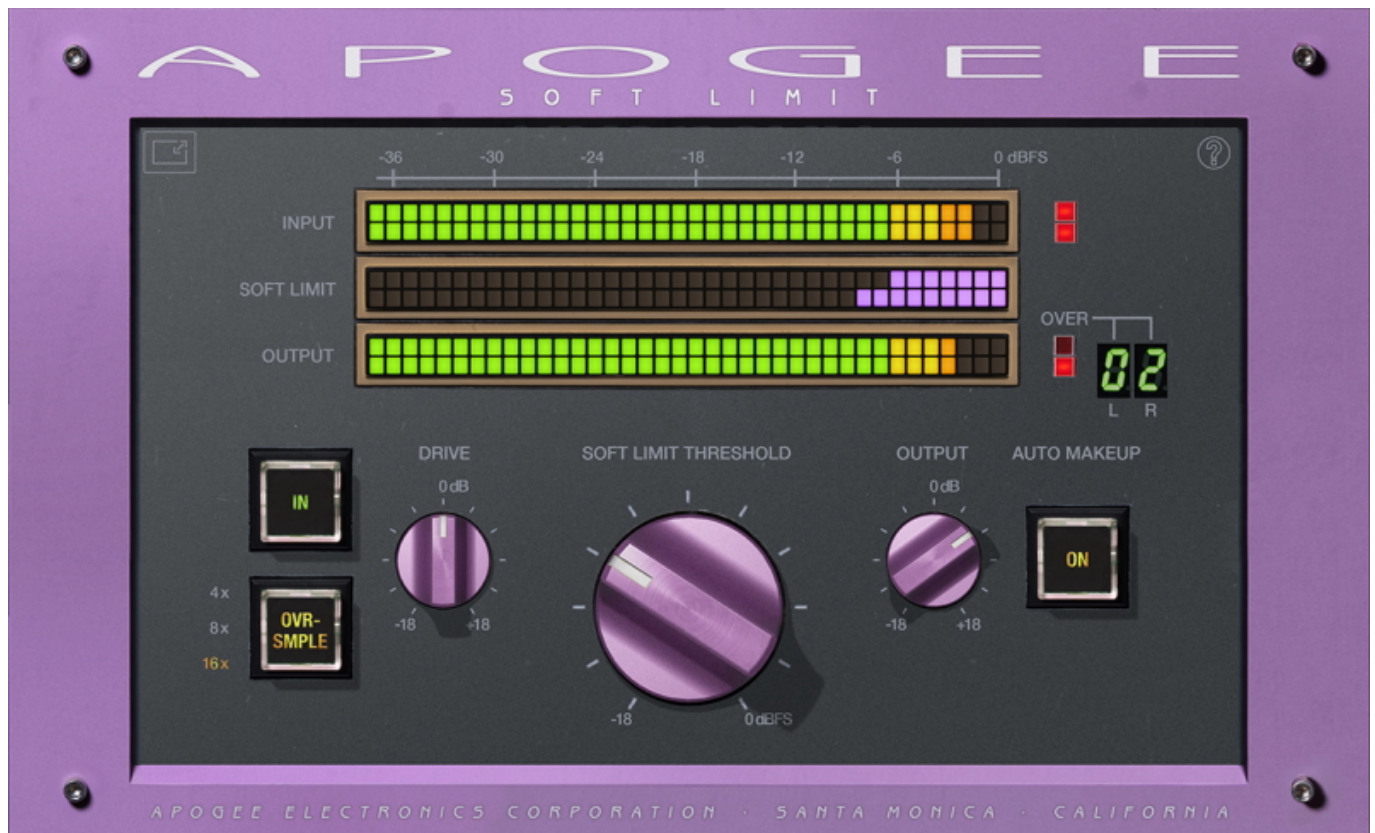 APOGEE
SOFT LIMIT
-36 -30 -24 -18 -12 -6 0 dBFS
INPUT
SOFT LIMIT
OVER
OUTPUT
02
L R
DRIVE SOFT LIMIT THRESHOLD OUTPUT AUTO MAKEUP
0dB 0dB
IN
ON
4x
8x
16x
OVR-
SMPLE
-18 +18 -18 +18
-18 0 dBFS
APOGEE ELECTRONICS CORPORATION · SANTA MONICA · CALIFORNIA